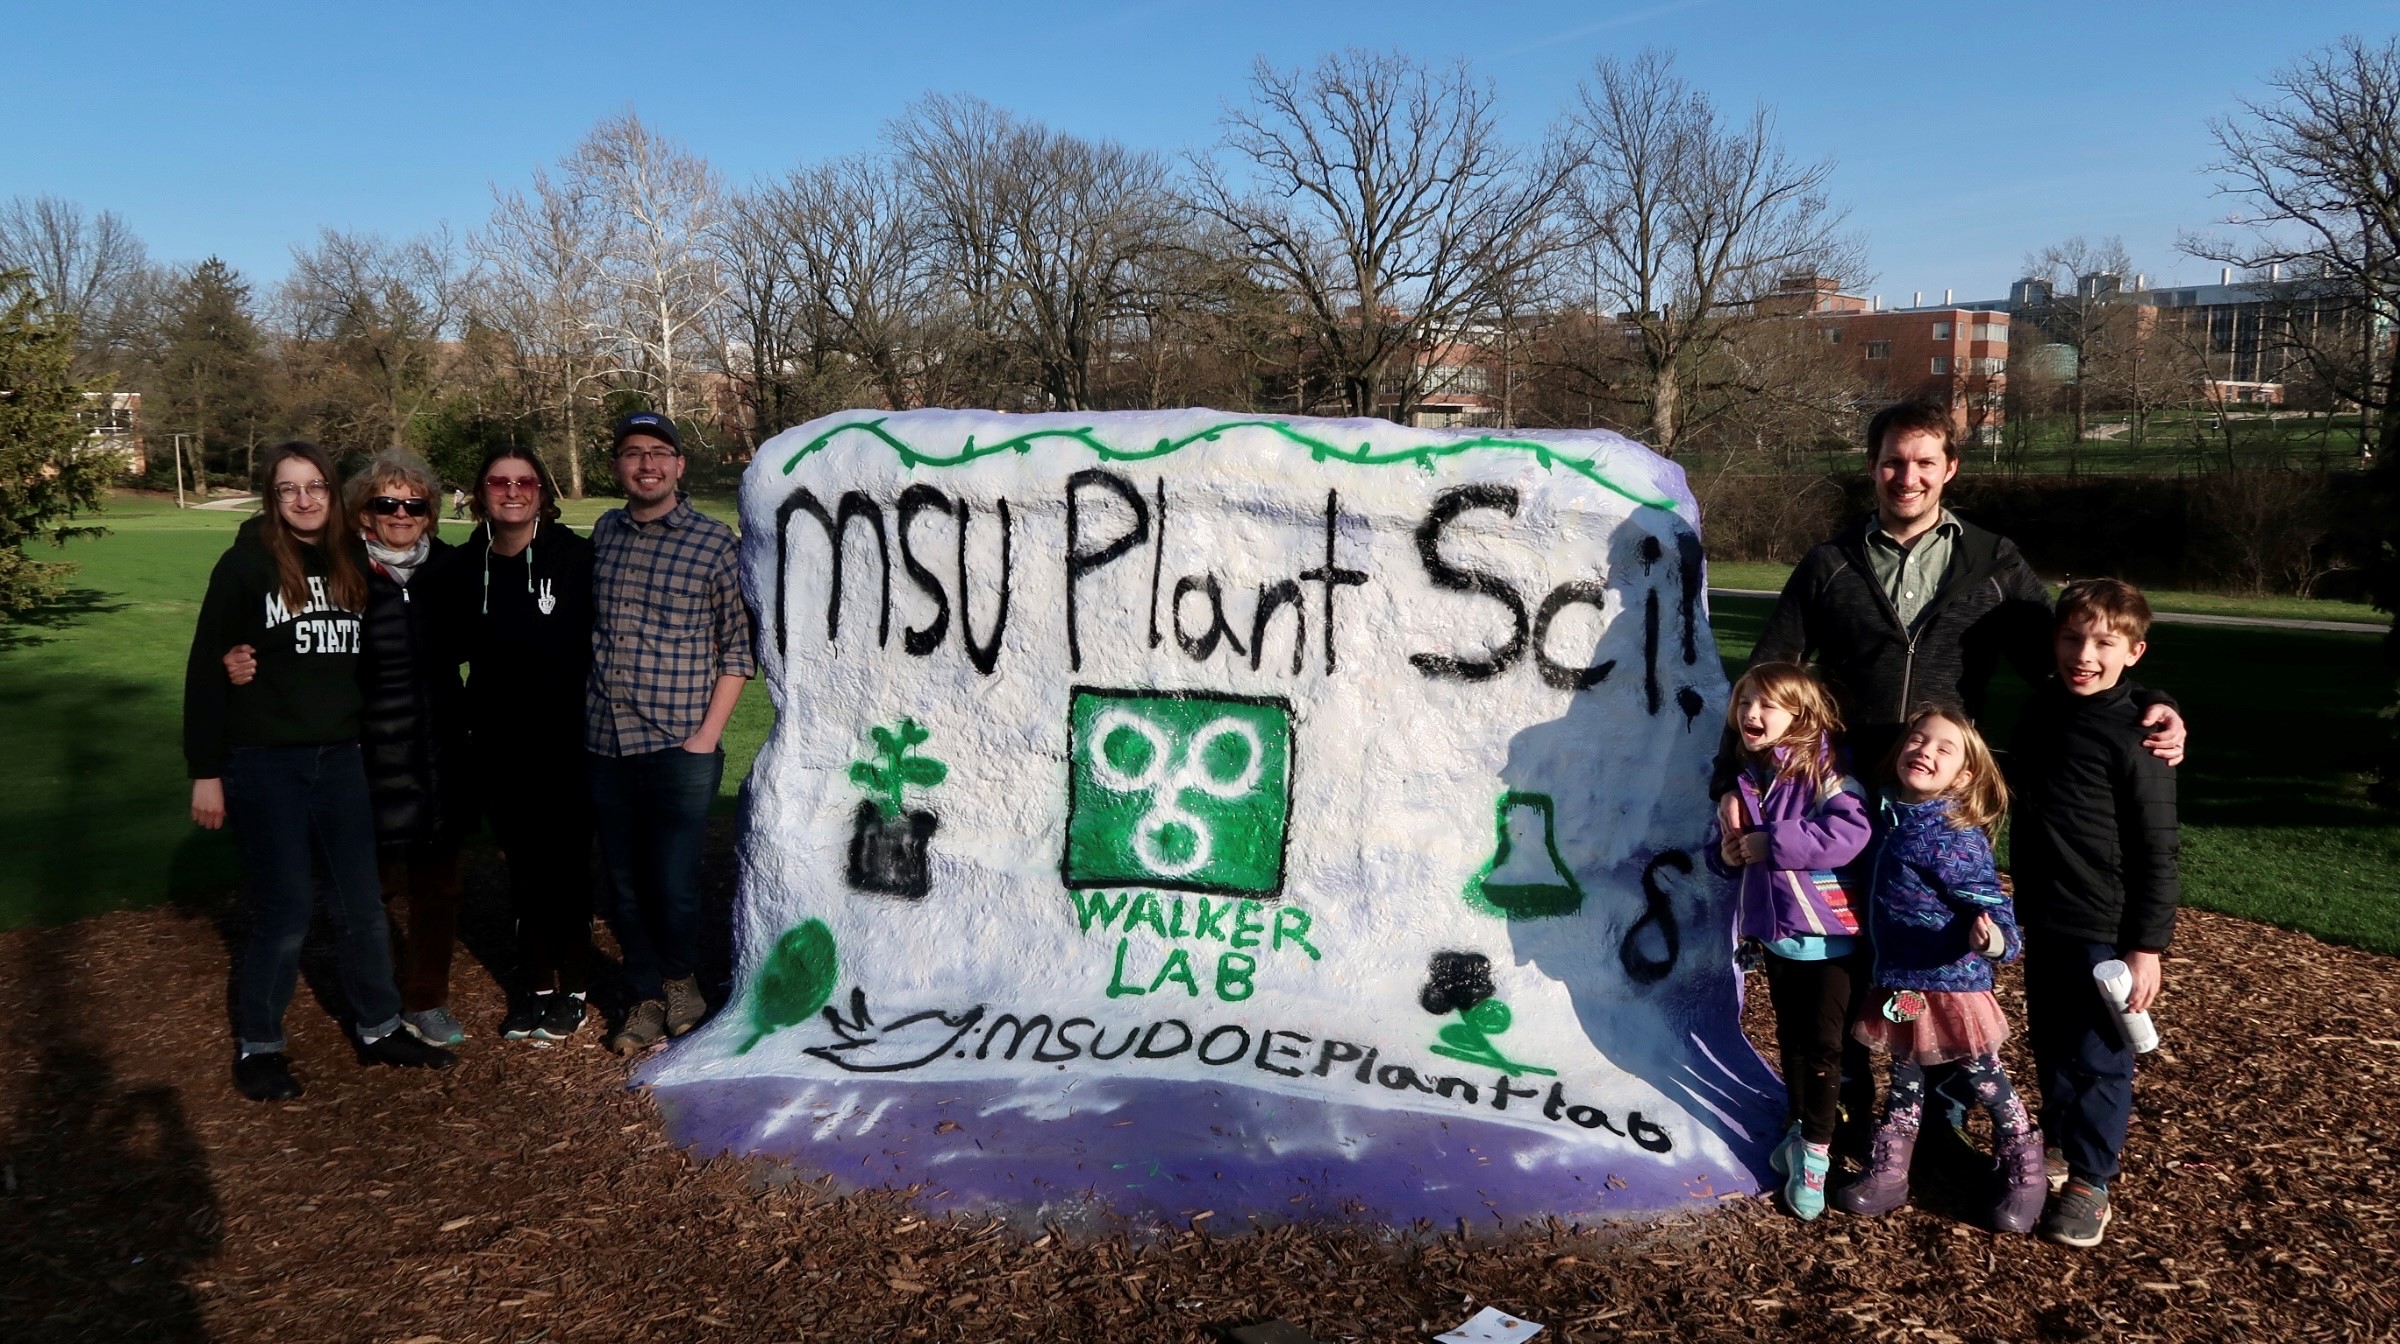 MSU Plant Sci!
WALKER
LAB
:MSUDOEPlantlab
MICHIGAN
STATE